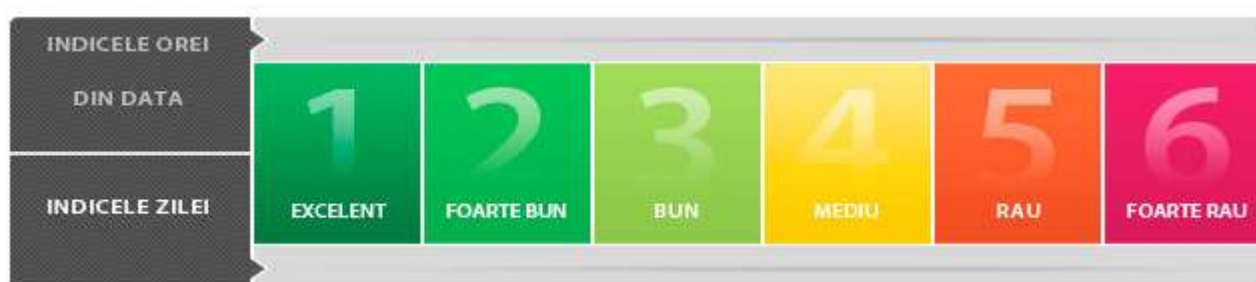 INDICELE OREI
DIN DATA
INDICELE ZILEI
1
EXCELENT
2
FOARTE BUN
3
BUN
4
MEDIU
5
RAU
6
FOARTE RAU